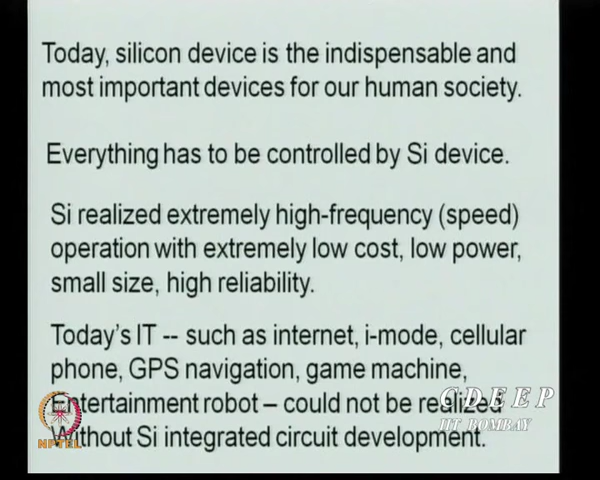 Today, silicon device is the indispensable and
most important devices for our human society.
Everything has to be controlled by Si device.
Si realized extremely high-frequency (speed)
operation with extremely low cost, low power,
small size, high reliability.
Today's IT -- such as internet, i-mode, cellular
phone, GPS navigation, game machine,
Entertainment robot – could not be realized
Without Si integrated circuit development.
NPTEL
CDEEP
IIT BOMBAY